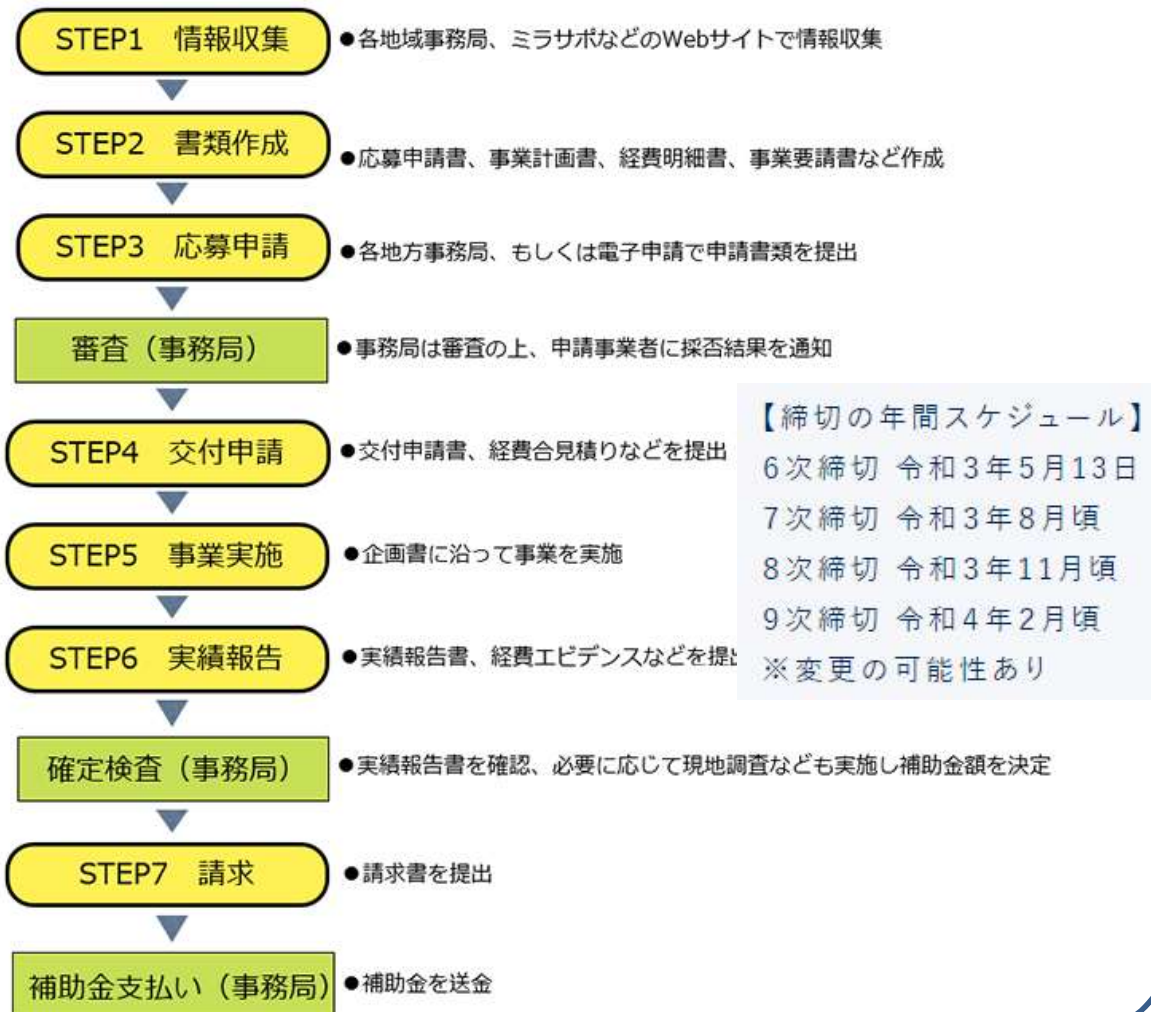 STEP1 情報収集
●各地域事務局、ミラサポなどのWebサイトで情報収集
STEP2 書類作成
●応募申請書、事業計画書、経費明細書、事業要請書など作成
STEP3 応募申請
●各地方事務局、もしくは電子申請で申請書類を提出
審査（事務局）
●事務局は審査の上、申請事業者に採否結果を通知
STEP4 交付申請
●交付申請書、経費合見積りなどを提出
STEP5 事業実施
●企画書に沿って事業を実施
STEP6 実績報告
●実績報告書、経費エビデンスなどを提
【締切の年間スケジュール】
6次締切 令和3年5月13日
7次締切 令和3年8月頃
8次締切 令和3年11月頃
9次締切 令和4年2月頃
※変更の可能性あり
確定検査（事務局）
●実績報告書を確認、必要に応じて現地調査なども実施し補助金額を決定
STEP7 請求
●請求書を提出
補助金支払い（事務局）
●補助金を送金